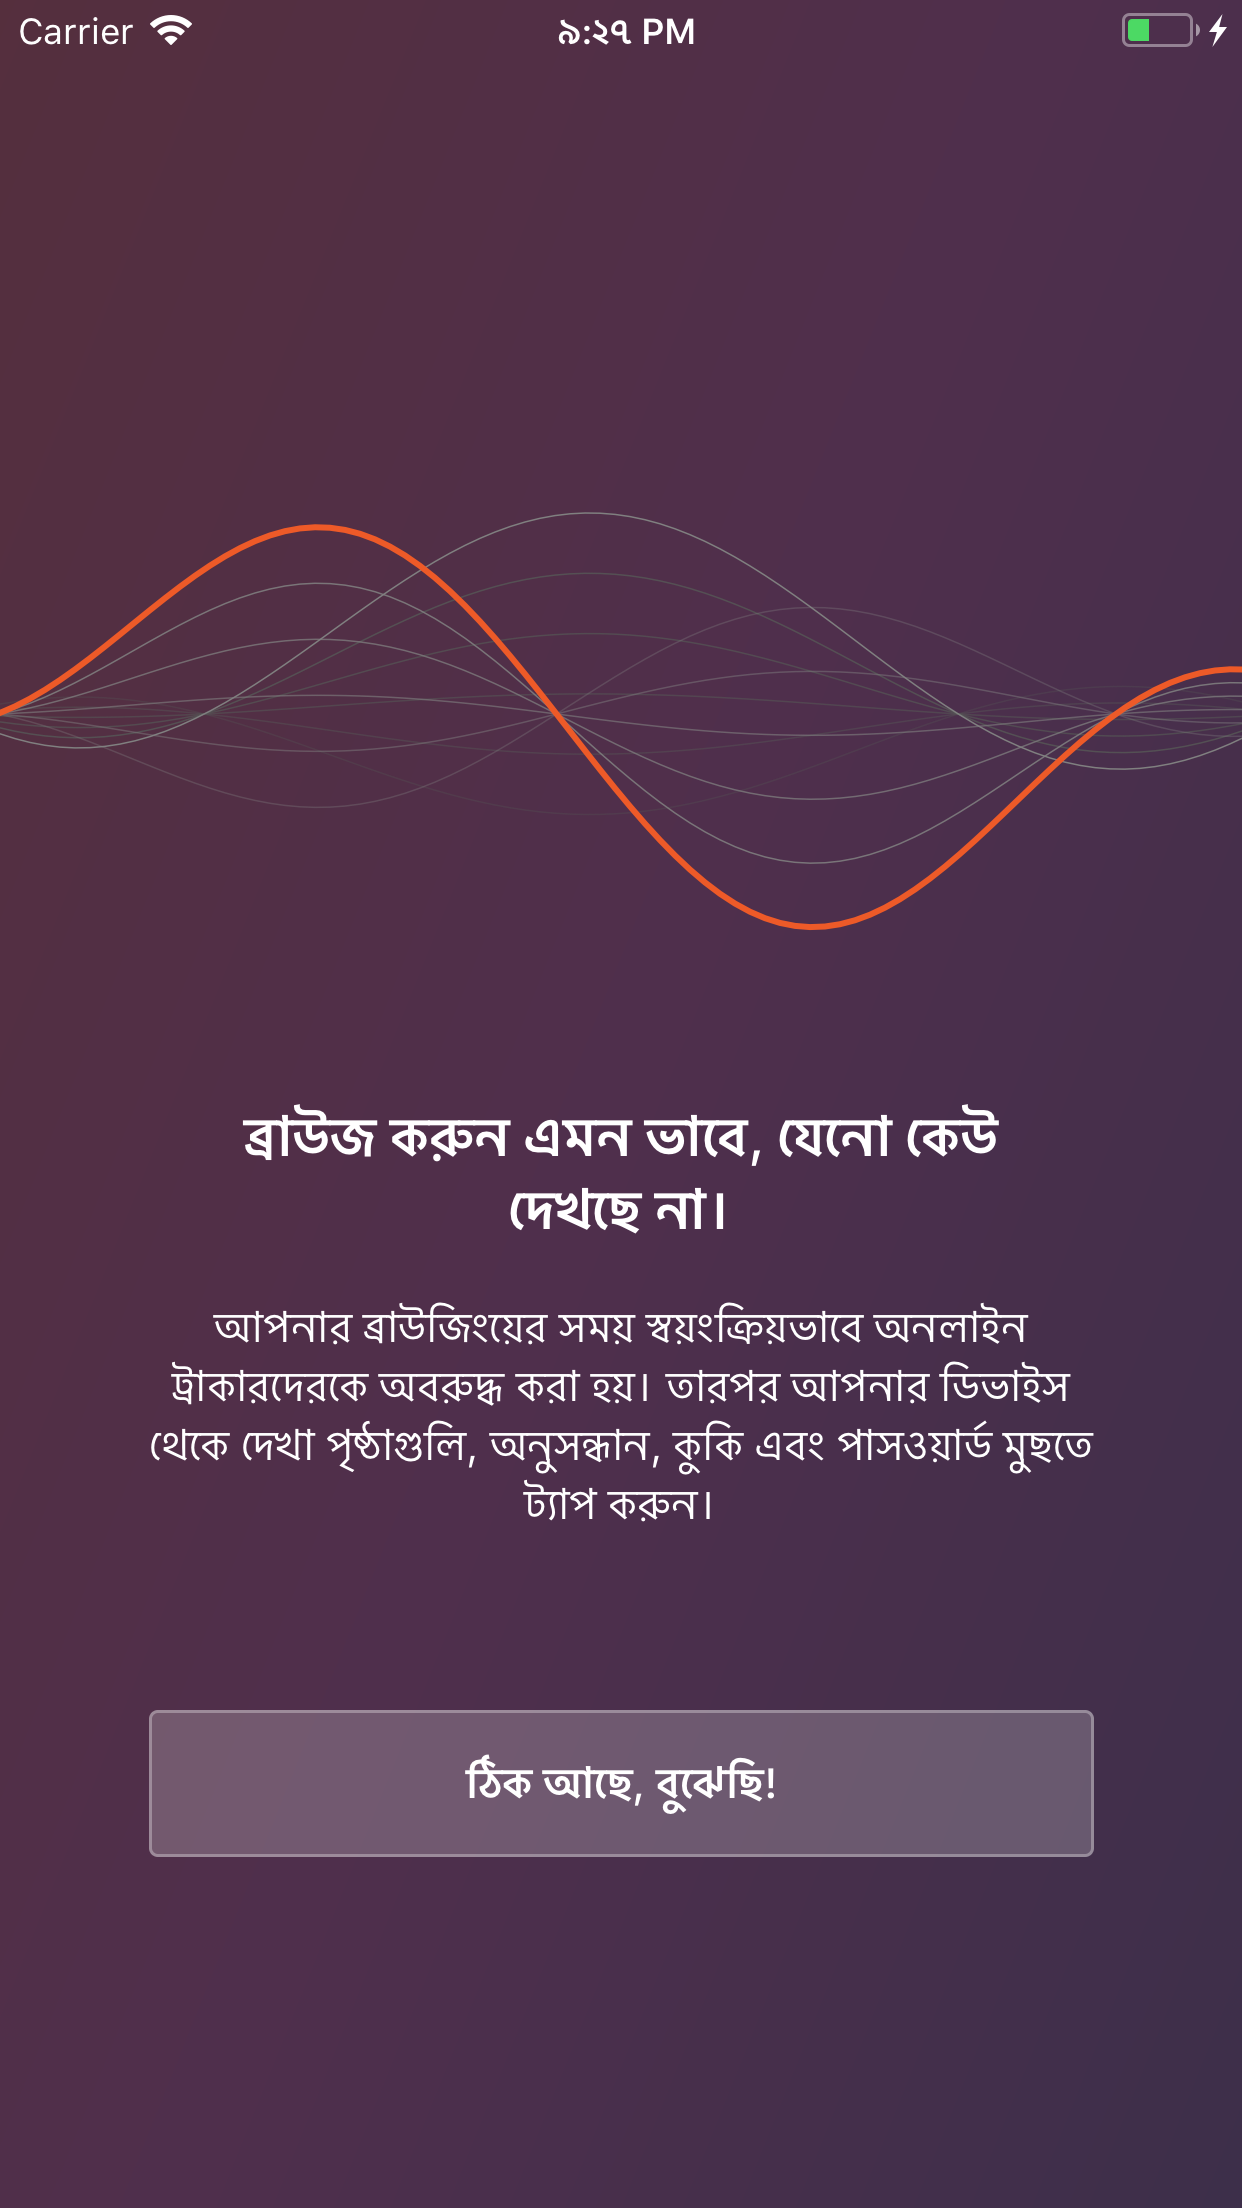 Carrier ৯:২৭ PM
ব্রাউজ করুন এমন ভাবে, যেনো কেউ
দেখছে না।
আপনার ব্রাউজিংয়ের সময় স্বয়ংক্রিয়ভাবে অনলাইন
ট্রাকারদেরকে অবরুদ্ধ করা হয়। তারপর আপনার ডিভাইস
থেকে দেখা পৃষ্ঠাগুলি, অনুসন্ধান, কুকি এবং পাসওয়ার্ড মুছতে
ট্যাপ করুন।
ঠিক আছে, বুঝেছি!